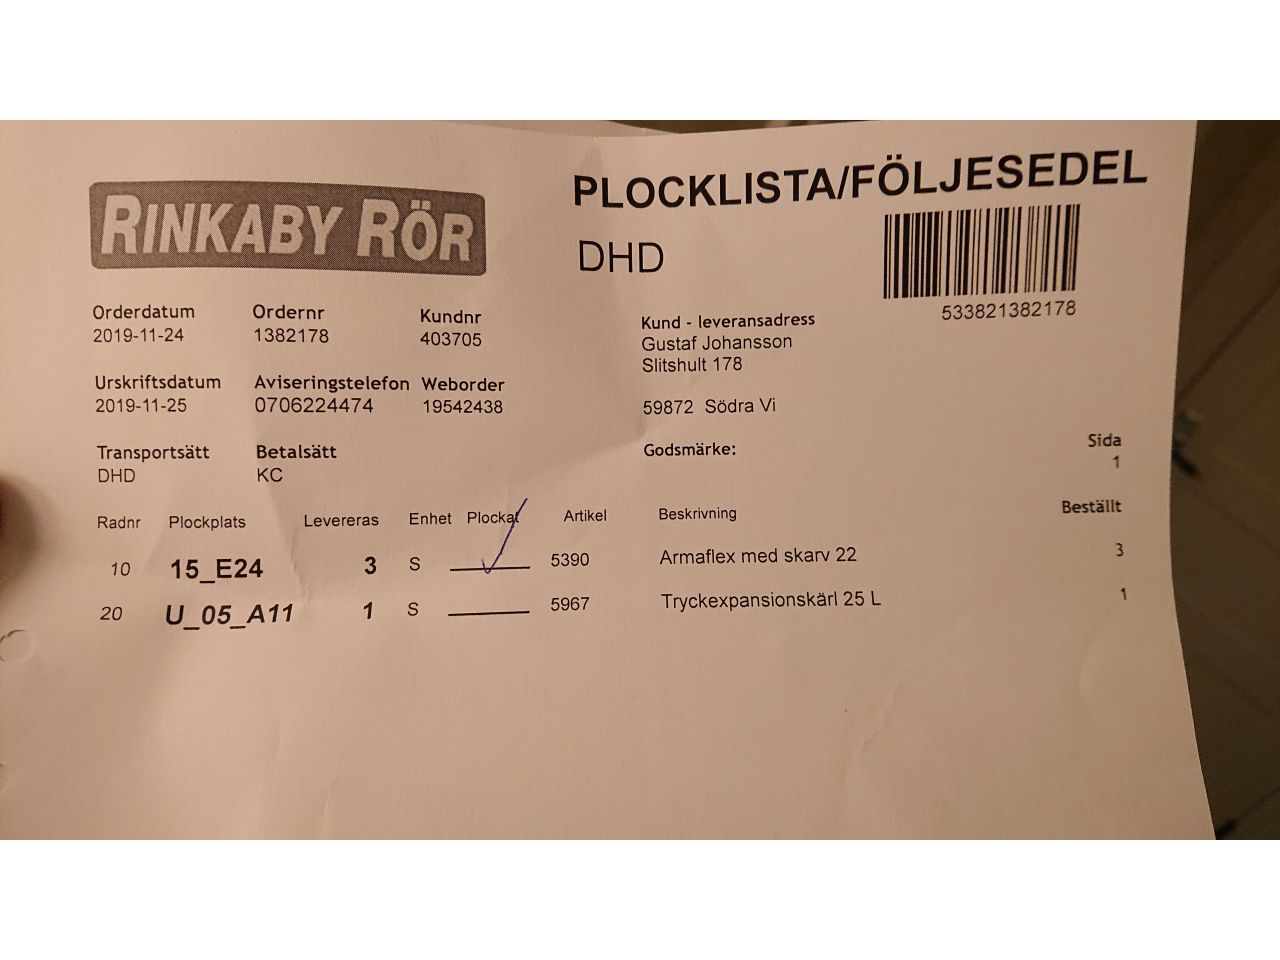 RINKABY RÖR
PLOCKLISTA/FÖLJESEDEL
DHD
533821382178
Orderdatum Ordernr Kundnr
2019-11-24 1382178 403705
Kund - leveransadress
Gustaf Johansson
Slitshult 178
59872 Södra Vi
Urskriftsdatum Aviseringstelefon Weborder
2019-11-25 0706224474 19542438
Transportsätt Betalsätt
DHD KC
Godsmärke:
Sida
1
Radnr Plockplats Levereras Enhet Plockat Artikel Beskrivning Beställt
10 15_E24 3 S 5390 Armaflex med skarv 22 3
20 U_05_A11 1 S 5967 Tryckexpansionskärl 25 L 1